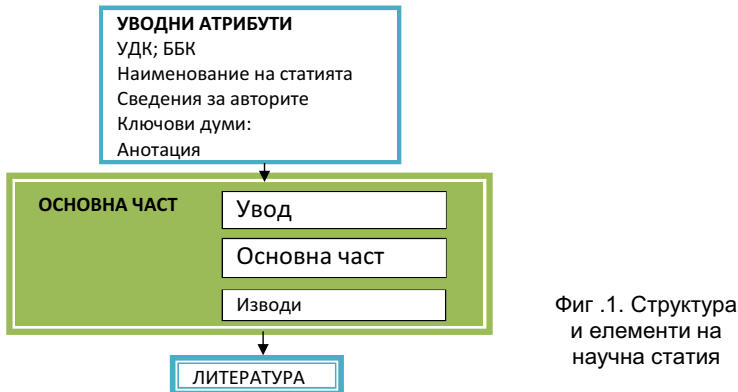 УВОДНИ АТРИБУТИ
УДК; ББК
Наименование на статията
Сведения за авторите
Ключови думи:
Анотация
ОСНОВНА ЧАСТ
Увод
Основна част
Изводи
ЛИТЕРАТУРА
Фиг .1. Структура
и елементи на
научна статия